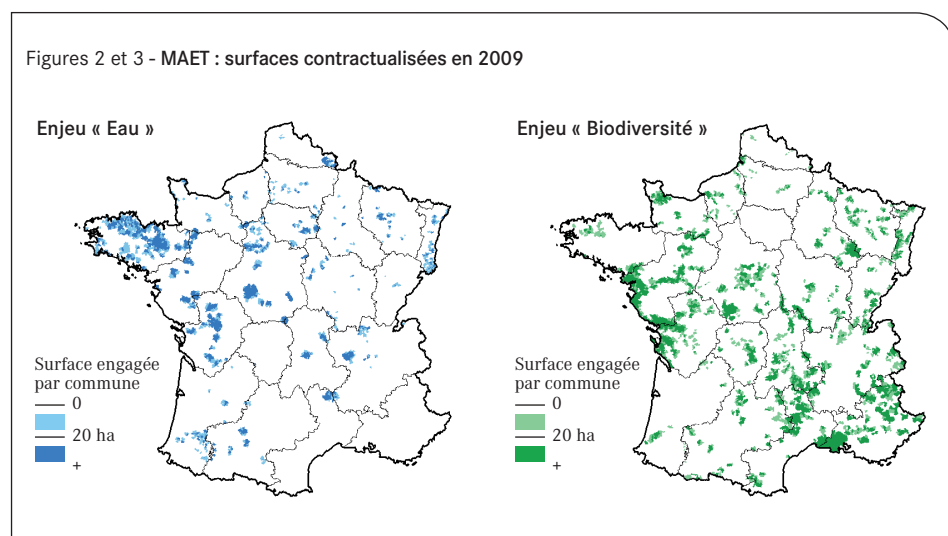 Figures 2 et 3 - MAET : surfaces contractualisées en 2009
Enjeu « Eau »
Surface engagée
par commune
0
20 ha
+
Enjeu « Biodiversité »
Surface engagée
par commune
0
20 ha
+